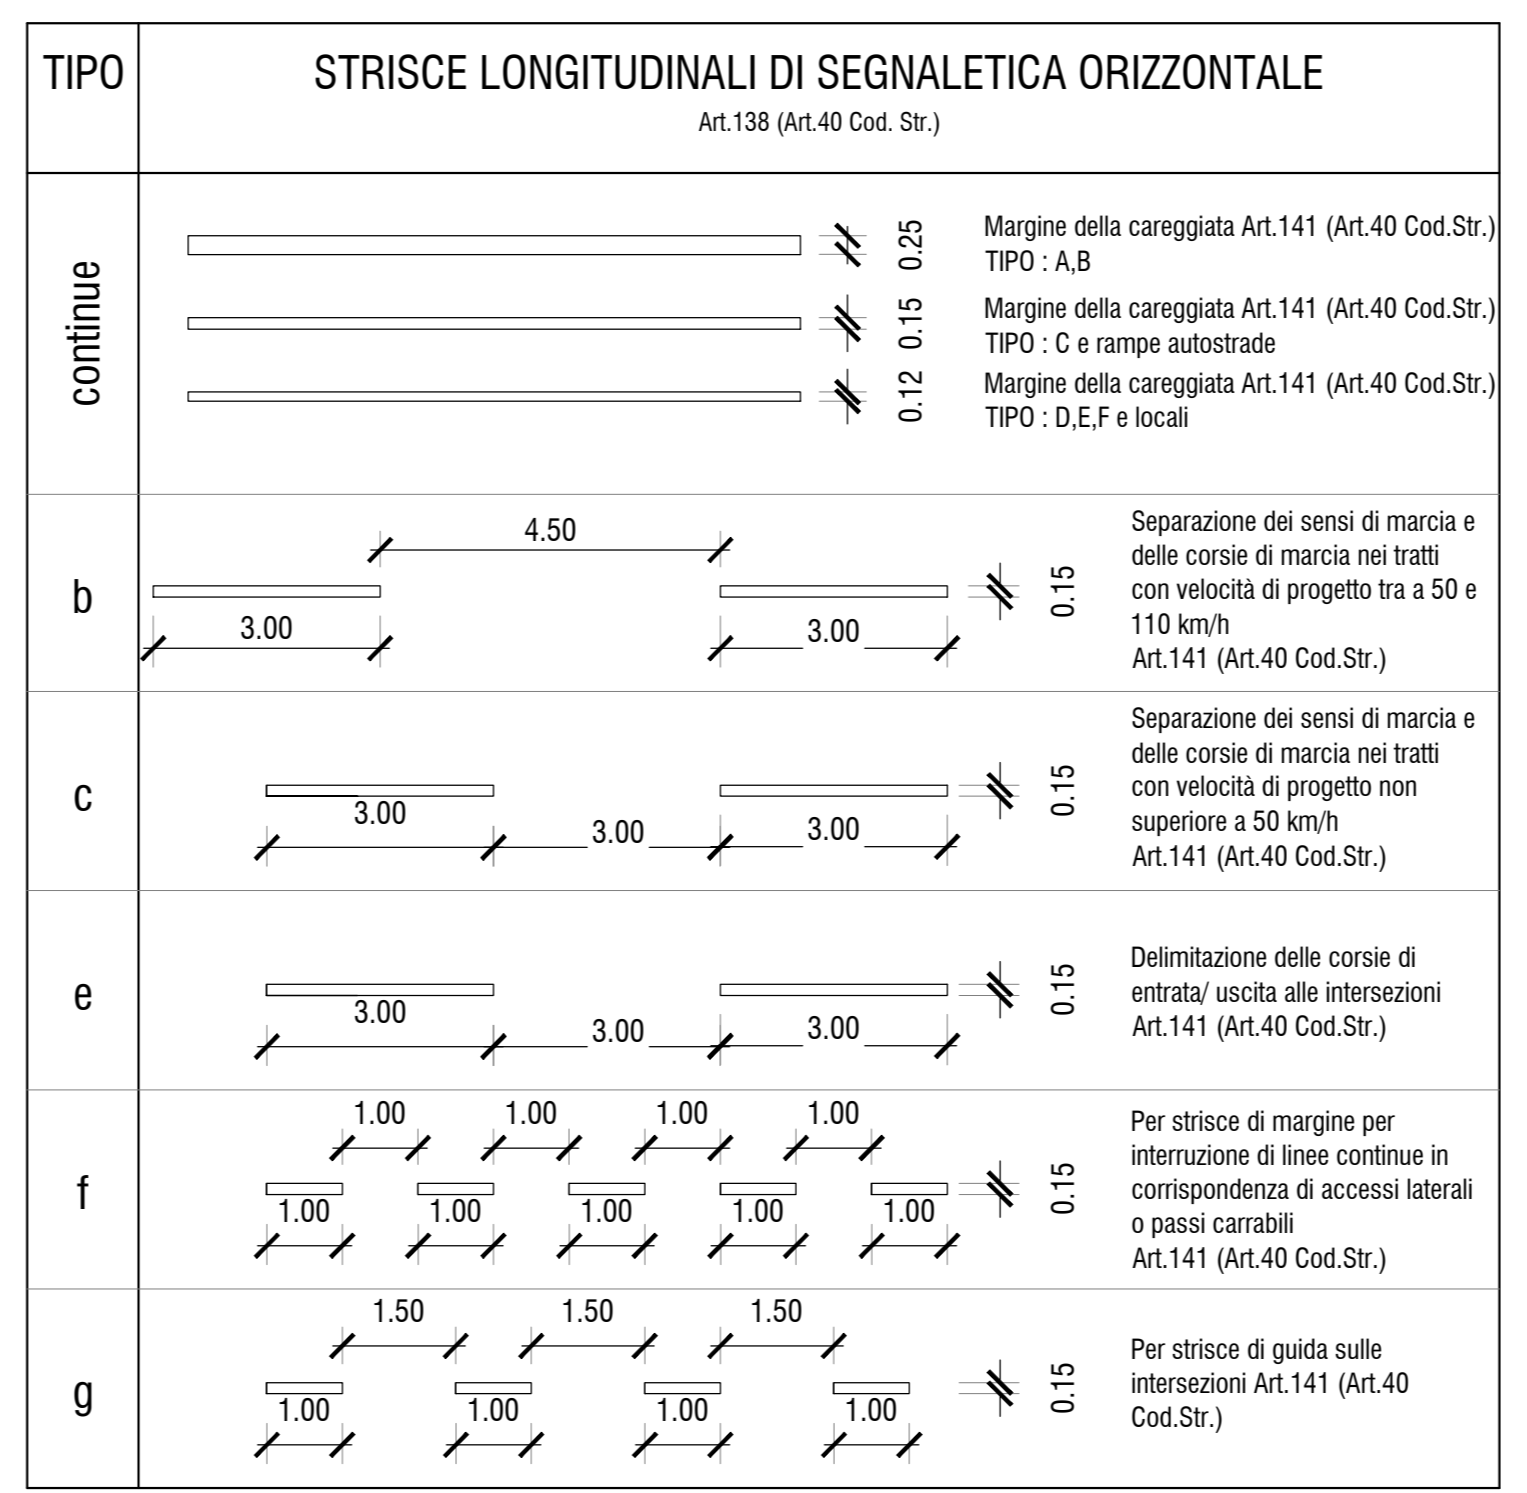 TIPO
STRISCE LONGITUDINALI DI SEGNALETICA ORIZZONTALE
Art.138 (Art.40 Cod. Str.)
continue
0.25
Margine della careggiata Art.141 (Art.40 Cod.Str.)
TIPO : A,B
0.15
Margine della careggiata Art.141 (Art.40 Cod.Str.)
TIPO : C e rampe autostrade
0.12
Margine della careggiata Art.141 (Art.40 Cod.Str.)
TIPO : D,E,F e locali
b
4.50
3.00
3.00
0.15
Separazione dei sensi di marcia e
delle corsie di marcia nei tratti
con velocità di progetto tra a 50 e
110 km/h
Art.141 (Art.40 Cod.Str.)
c
3.00
3.00
3.00
0.15
Separazione dei sensi di marcia e
delle corsie di marcia nei tratti
con velocità di progetto non
superiore a 50 km/h
Art.141 (Art.40 Cod.Str.)
e
3.00
3.00
3.00
0.15
Delimitazione delle corsie di
entrata/ uscita alle intersezioni
Art.141 (Art.40 Cod.Str.)
f
1.00 1.00 1.00 1.00
1.00 1.00 1.00 1.00 1.00
0.15
Per strisce di margine per
interruzione di linee continue in
corrispondenza di accessi laterali
o passi carrabili
Art.141 (Art.40 Cod.Str.)
g
1.50 1.50 1.50
1.00 1.00 1.00 1.00
0.15
Per strisce di guida sulle
intersezioni Art.141 (Art.40
Cod.Str.)